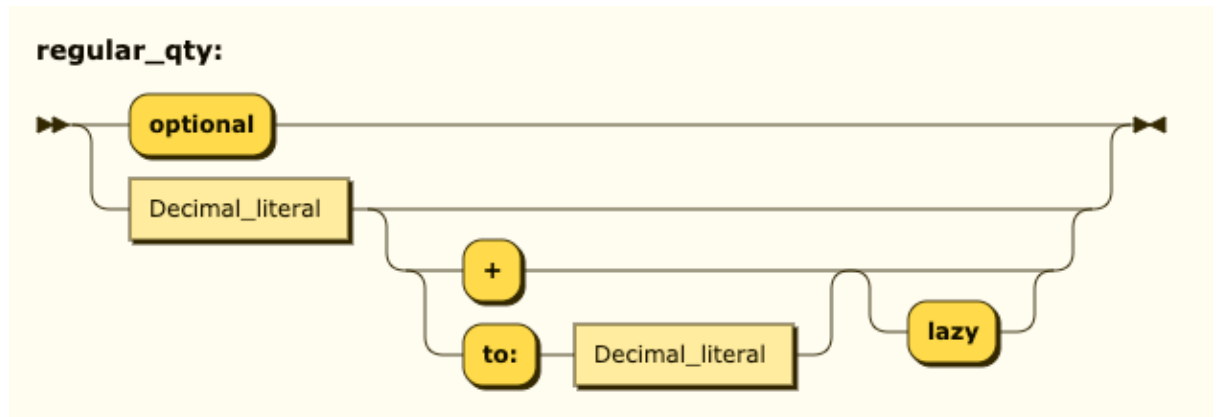 regular_qty:
optional
Decimal_literal
+
to: Decimal_literal lazy